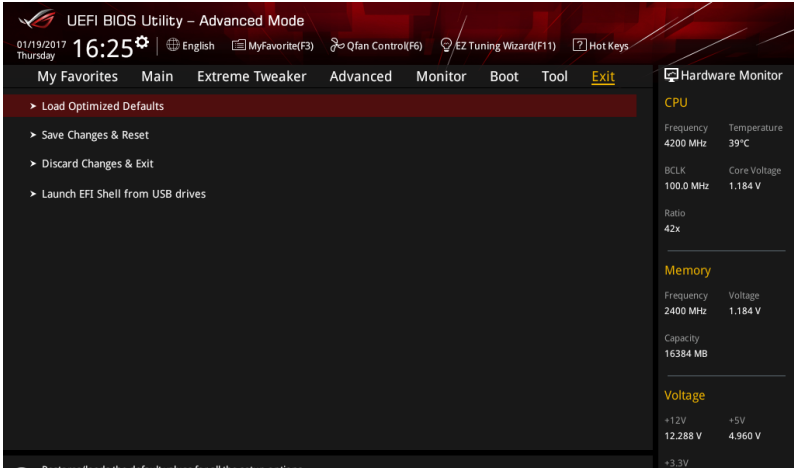 UEFI BIOS Utility – Advanced Mode
01/19/2017 Thursday 16:25 English MyFavorite(F3) Qfan Control(F6) EZ Tuning Wizard(F11) ? Hot Keys
My Favorites Main Extreme Tweaker Advanced Monitor Boot Tool Exit
➤ Load Optimized Defaults
➤ Save Changes & Reset
➤ Discard Changes & Exit
➤ Launch EFI Shell from USB drives
Hardware Monitor
CPU
Frequency Temperature
4200 MHz 39°C
BCLK Core Voltage
100.0 MHz 1.184 V
Ratio
42x
Memory
Frequency Voltage
2400 MHz 1.184 V
Capacity
16384 MB
Voltage
+12V +5V
12.288 V 4.960 V
+3.3V